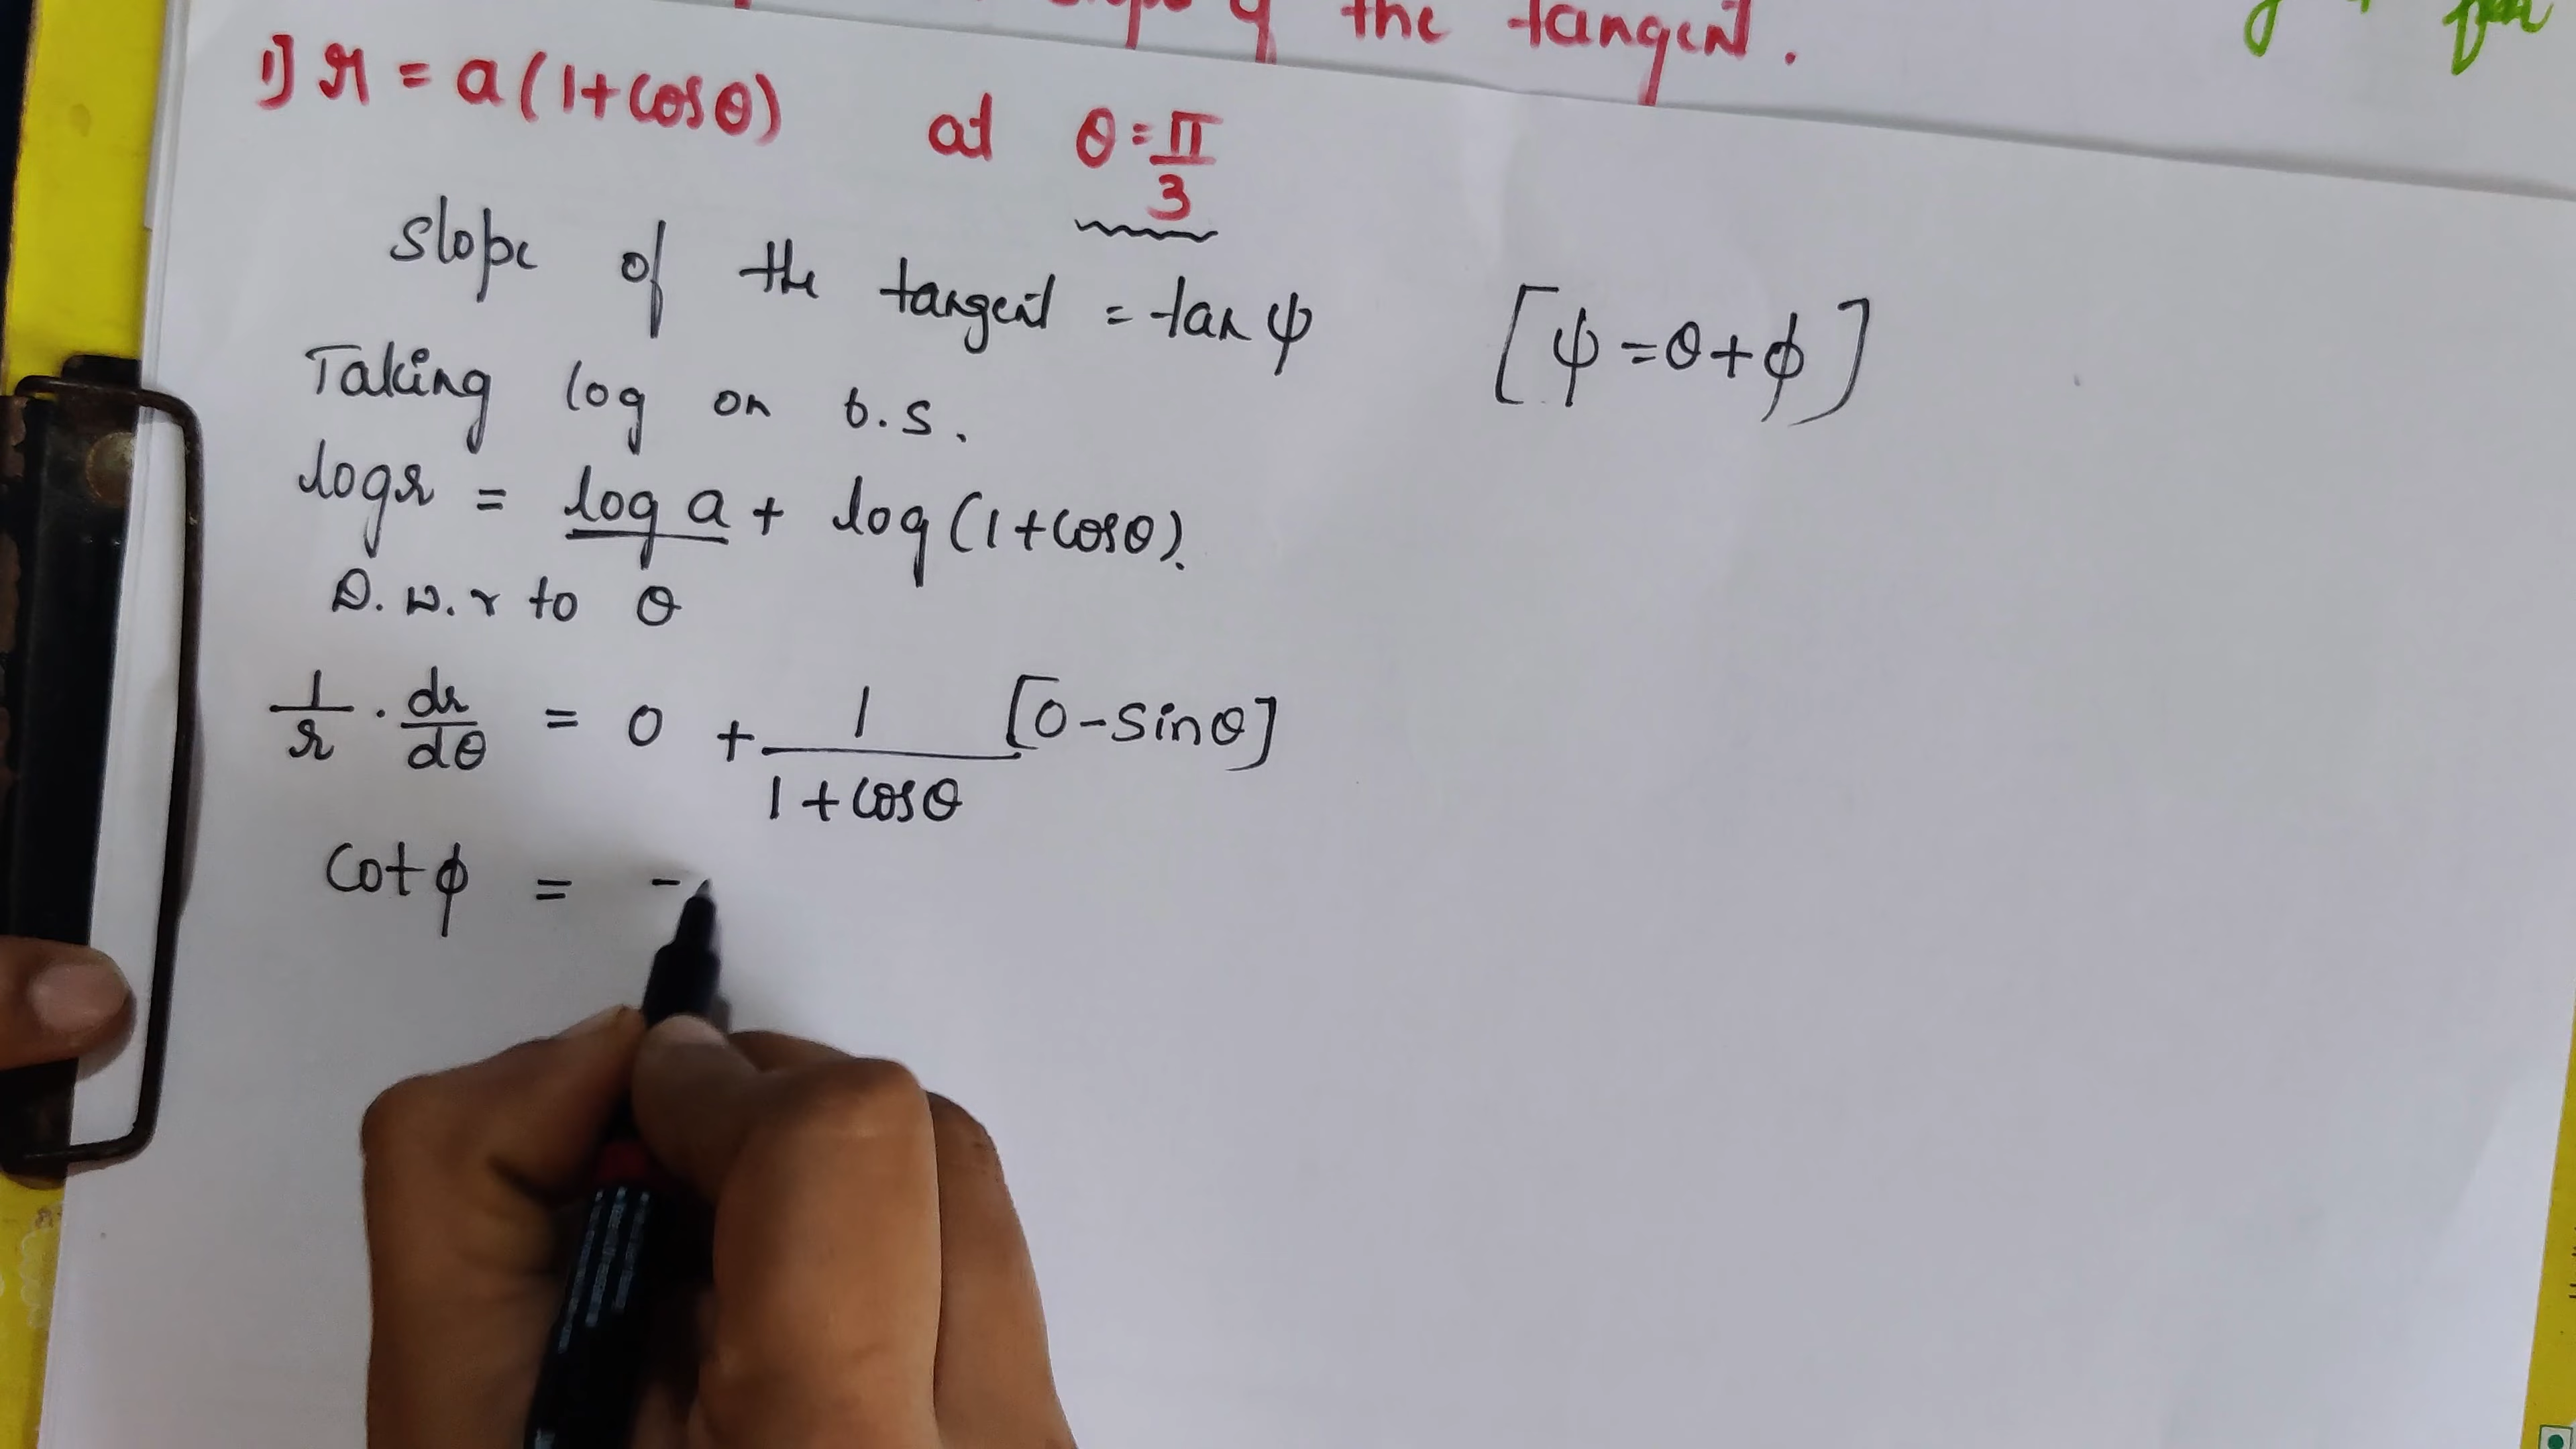 the tangent.
1) r = a(1+cosθ) at θ = π/3
slope of the tangent = tan ψ [ψ = θ + ϕ]
Taking log on b.s.
log r = log a + log(1+cosθ).
D. w. r to θ
1/r . dr/dθ = 0 + 1/(1+cosθ) [0-sinθ]
cot ϕ = -